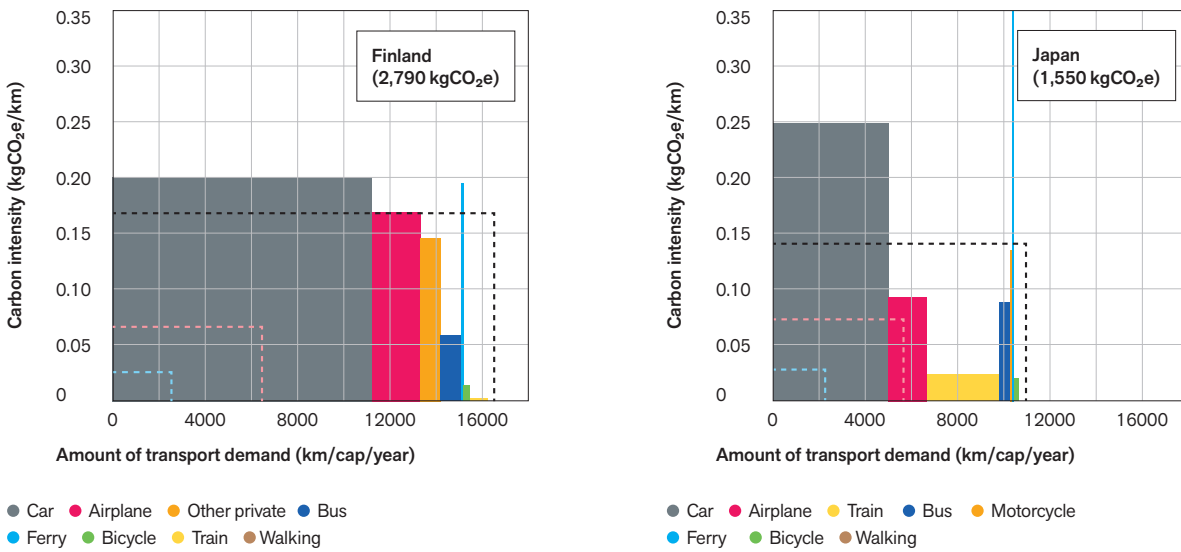 0.35
0.30
0.25
0.20
0.15
0.10
0.05
0
Carbon intensity (kgCO₂e/km)
Finland
(2,790 kgCO₂e)
0 4000 8000 12000 16000
Amount of transport demand (km/cap/year)
Car Airplane Other private Bus
Ferry Bicycle Train Walking
0.35
0.30
0.25
0.20
0.15
0.10
0.05
0
Carbon intensity (kgCO₂e/km)
Japan
(1,550 kgCO₂e)
0 4000 8000 12000 16000
Amount of transport demand (km/cap/year)
Car Airplane Train Bus Motorcycle
Ferry Bicycle Walking